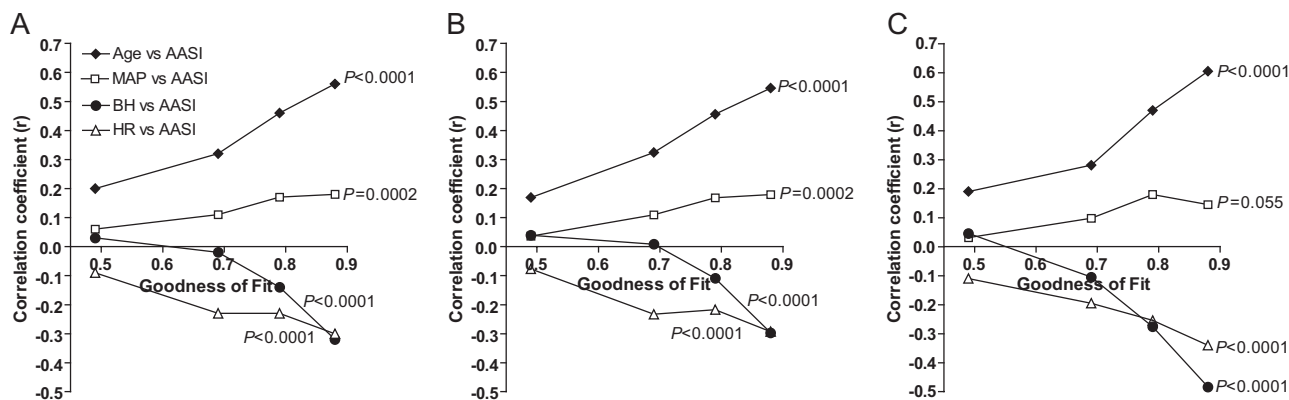 A
Correlation coefficient (r)
0.7
0.6
0.5
0.4
0.3
0.2
0.1
0.0
-0.1
-0.2
-0.3
-0.4
-0.5
Age vs AASI
MAP vs AASI
BH vs AASI
HR vs AASI
P<0.0001
P=0.0002
0.5 0.6 0.7 0.8 0.9
Goodness of Fit
P<0.0001
P<0.0001
B
Correlation coefficient (r)
0.7
0.6
0.5
0.4
0.3
0.2
0.1
0.0
-0.1
-0.2
-0.3
-0.4
-0.5
P<0.0001
P=0.0002
0.5 0.6 0.7 0.8 0.9
Goodness of Fit
P<0.0001
P<0.0001
C
Correlation coefficient (r)
0.7
0.6
0.5
0.4
0.3
0.2
0.1
0.0
-0.1
-0.2
-0.3
-0.4
-0.5
P<0.0001
P=0.055
0.5 0.6 0.7 0.8 0.9
Goodness of Fit
P<0.0001
P<0.0001